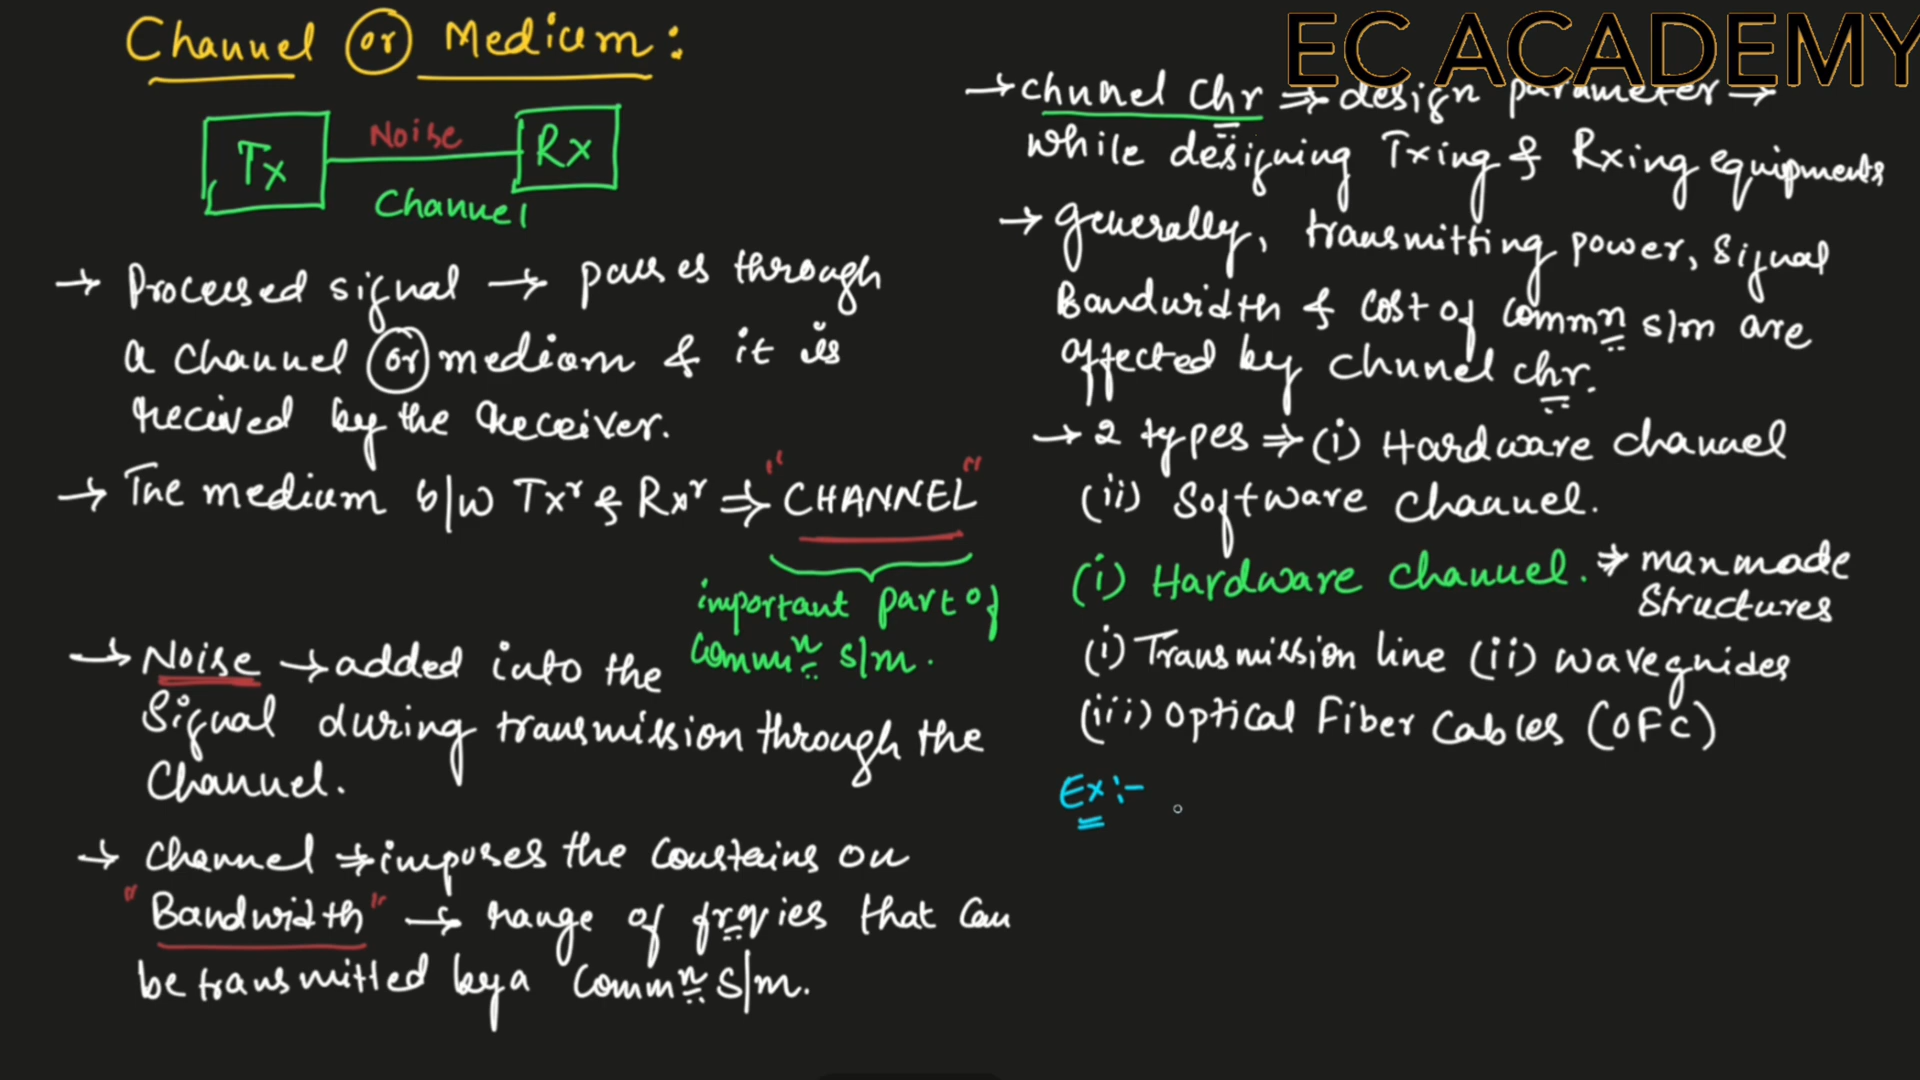 EC ACADEMY
Channel or Medium:
Tx Noise Rx
Channel
→ Processed signal → passes through
a channel or medium & it is
recived by the receiver.
→ The medium b/w Txr & Rxr ⇒ "CHANNEL"
important part of
commn s/m.
→ Noise → added into the
signal during transmission through the
channel.
→ channel ⇒ imposes the constains on
"Bandwidth" → range of frqies that can
be transmitted by a commn s/m.
→ chnnel chr ⇒ design parameter →
while designing Txing & Rxing equipments
→ generally, transmitting power, signal
Bandwidth & cost of commn s/m are
affected by chnnel chr.
→ 2 types ⇒ (i) Hardware channel
(ii) Software channel.
(i) Hardware channel. → manmade
structures
(i) Transmission line (ii) waveguides
(iii) Optical Fiber Cables (OFC)
Ex:-